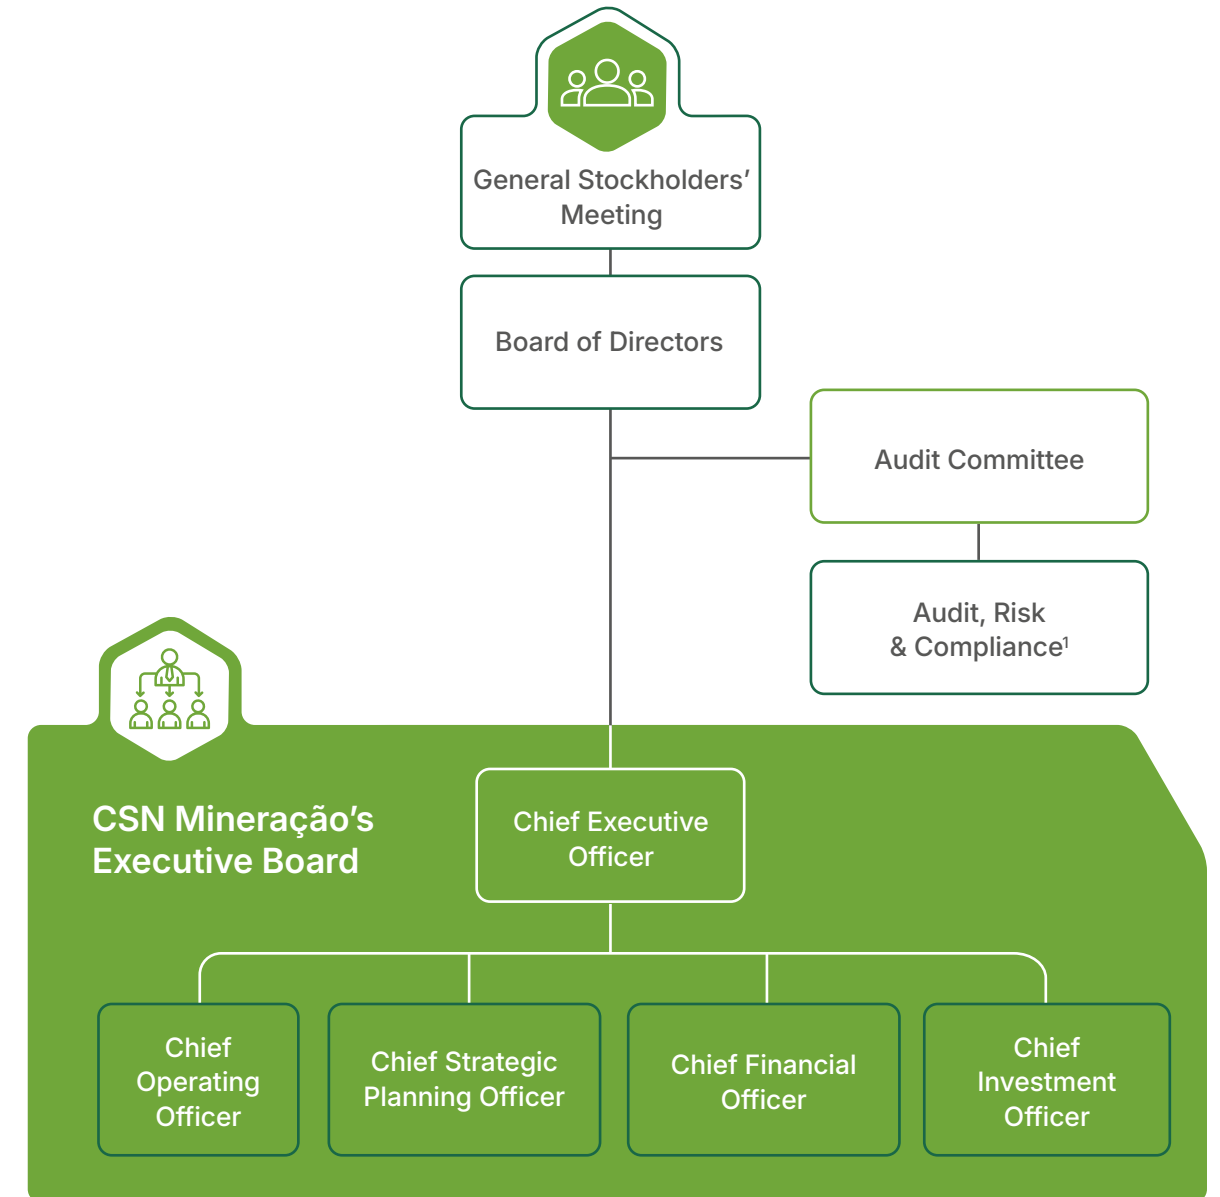 General Stockholders’
Meeting
Board of Directors
Audit Committee
Audit, Risk
& Compliance¹
CSN Mineração’s
Executive Board
Chief Executive
Officer
Chief
Operating
Officer
Chief Strategic
Planning Officer
Chief Financial
Officer
Chief
Investment
Officer